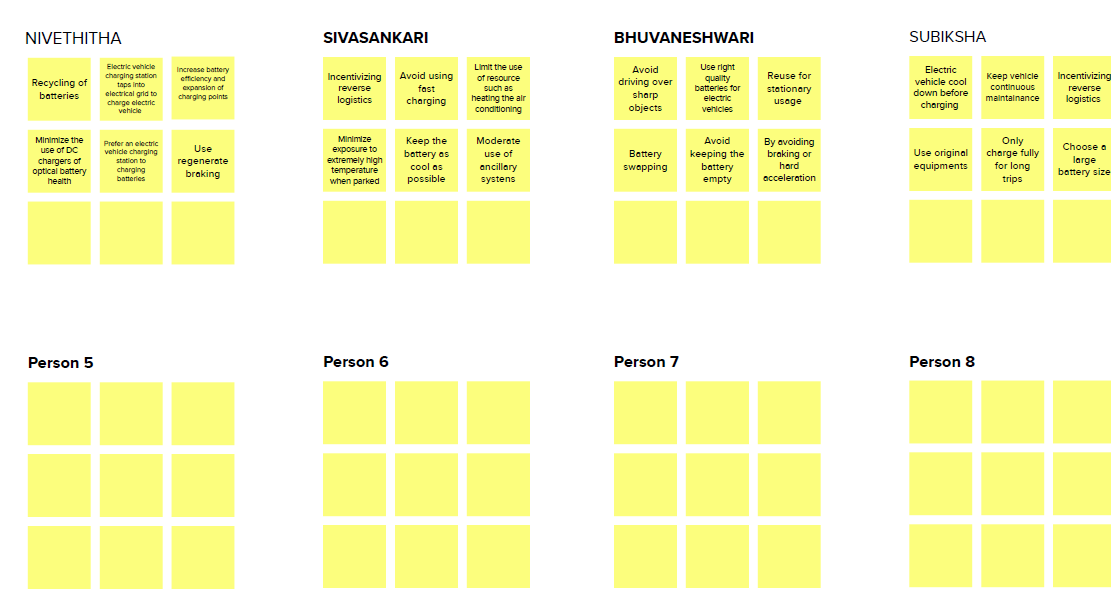 NIVETHITHA
Recycling of
batteries
Electric vehicle
charging station
taps into
electrical grid to
charge electric
vehicle
Increase battery
efficiency and
expansion of
charging points
Minimize the
use of DC
chargers of
optical battery
health
Prefer an electric
vehicle charging
station to
charging
batteries
Use
regenerate
braking
SIVASANKARI
Incentivizing
reverse
logistics
Avoid using
fast
charging
Limit the use
of resource
such as
heating the air
conditioning
Minimize
exposure to
extremely high
temperature
when parked
Keep the
battery as
cool as
possible
Moderate
use of
ancillary
systens
BHUVANESHWARI
Avoid
driving over
sharp
objects
Use right
quality
batteries for
electric
vehicles
Reuse for
stationary
usage
Battery
swapping
Avoid
keeping the
battery
empty
By avoiding
braking or
hard
acceleration
SUBIKSHA
Electric
vehicle cool
down before
charging
Keep vehicle
continuous
maintainance
Incentivizing
reverse
logistics
Use original
equipments
Only
charge fully
for long
trips
Choose a
large
battery size
Person 5
Person 6
Person 7
Person 8